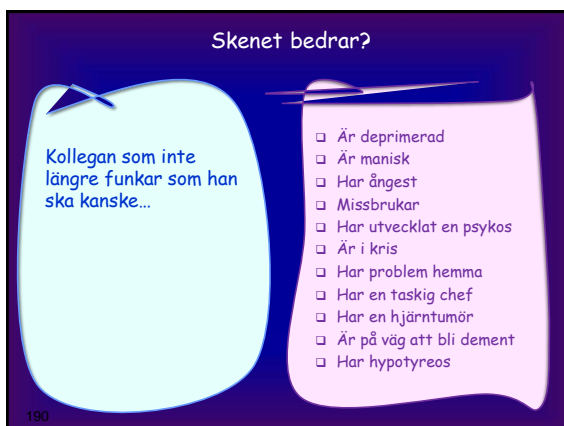 Skenet bedrar?
Kollegan som inte
längre funkar som han
ska kanske…
❑ Är deprimerad
❑ Är manisk
❑ Har ångest
❑ Missbrukar
❑ Har utvecklat en psykos
❑ Är i kris
❑ Har problem hemma
❑ Har en taskig chef
❑ Har en hjärntumör
❑ Är på väg att bli dement
❑ Har hypotyreos
190